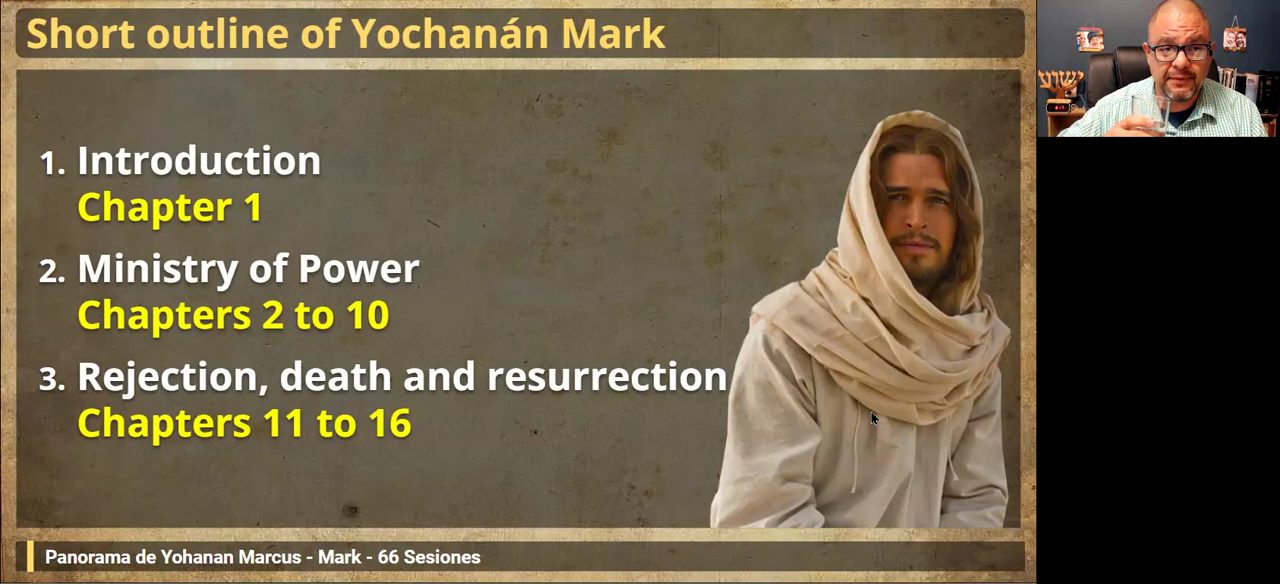 Short outline of Yochanán Mark
1. Introduction
Chapter 1
2. Ministry of Power
Chapters 2 to 10
3. Rejection, death and resurrection
Chapters 11 to 16
Panorama de Yohanan Marcus - Mark - 66 Sesiones